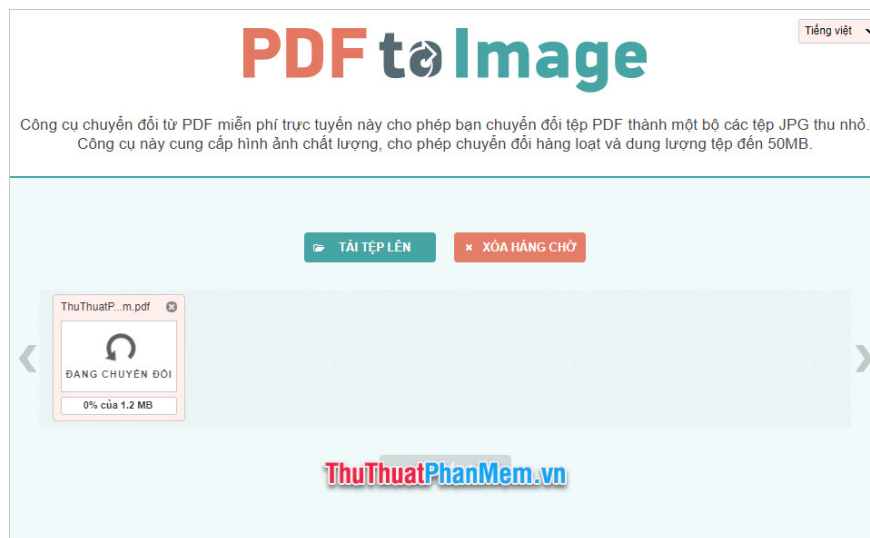 Tiếng việt
PDF to Image
Công cụ chuyển đổi từ PDF miễn phí trực tuyến này cho phép bạn chuyển đổi tệp PDF thành một bộ các tệp JPG thu nhỏ.
Công cụ này cung cấp hình ảnh chất lượng, cho phép chuyển đổi hàng loạt và dung lượng tệp đến 50MB.
TẢI TỆP LÊN
XÓA HÀNG CHỜ
ThuThuatP...m.pdf
ĐANG CHUYỂN ĐỔI
0% của 1.2 MB
ThuThuatPhanMem.vn